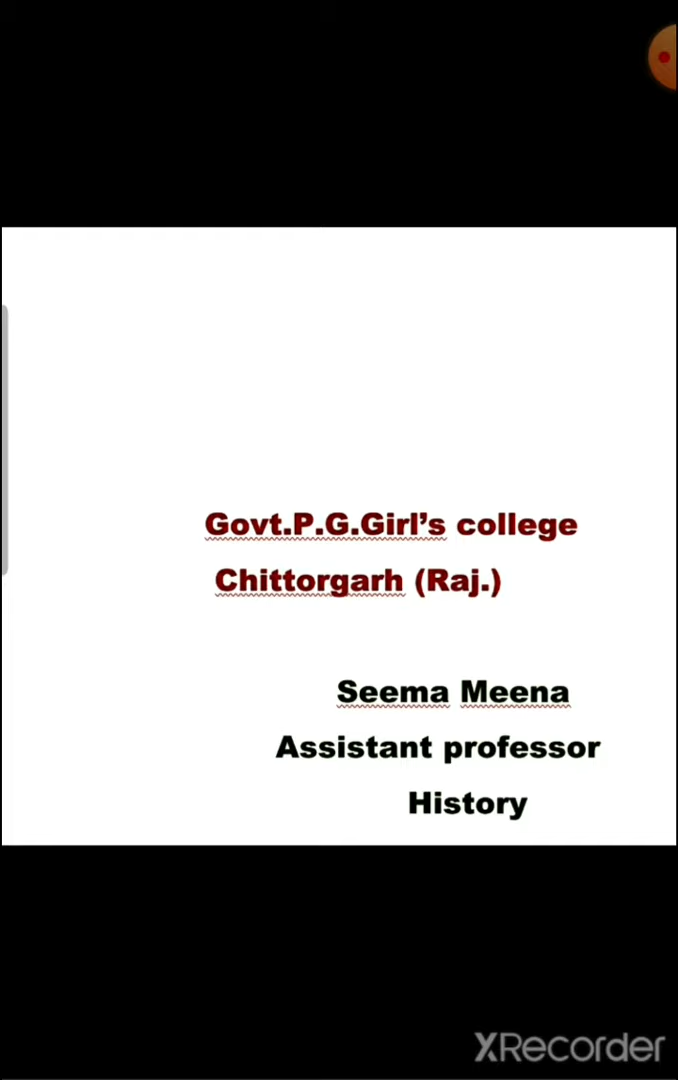 Govt.P.G.Girl’s college
Chittorgarh (Raj.)
Seema Meena
Assistant professor
History
XRecorder